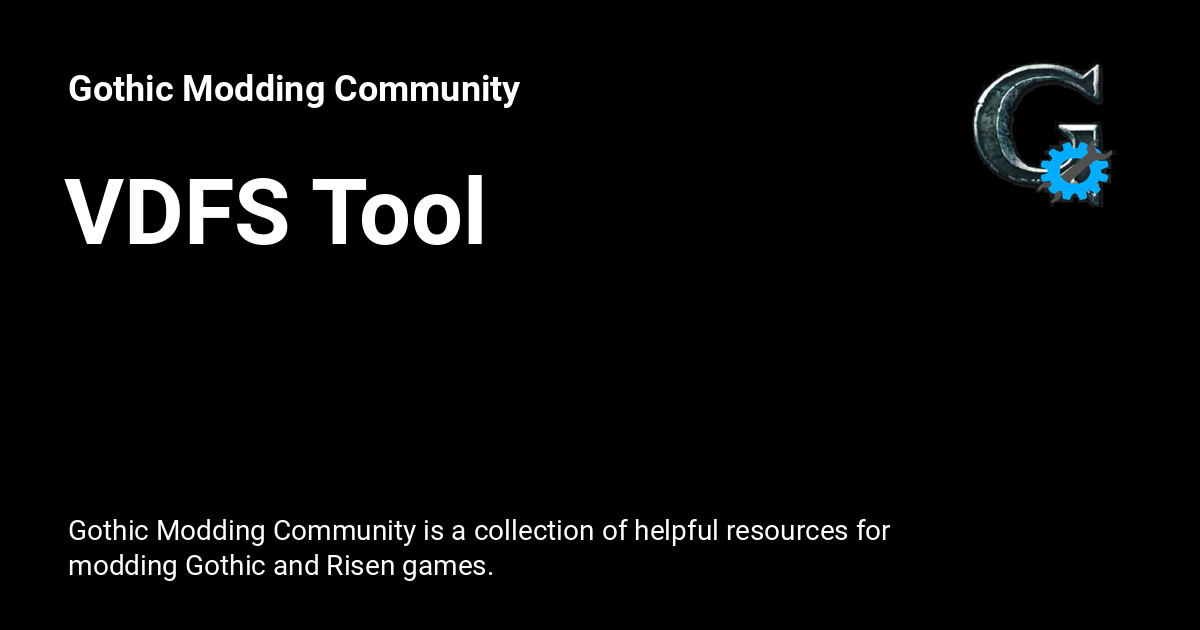 Gothic Modding Community
VDFS Tool
Gothic Modding Community is a collection of helpful resources for
modding Gothic and Risen games.